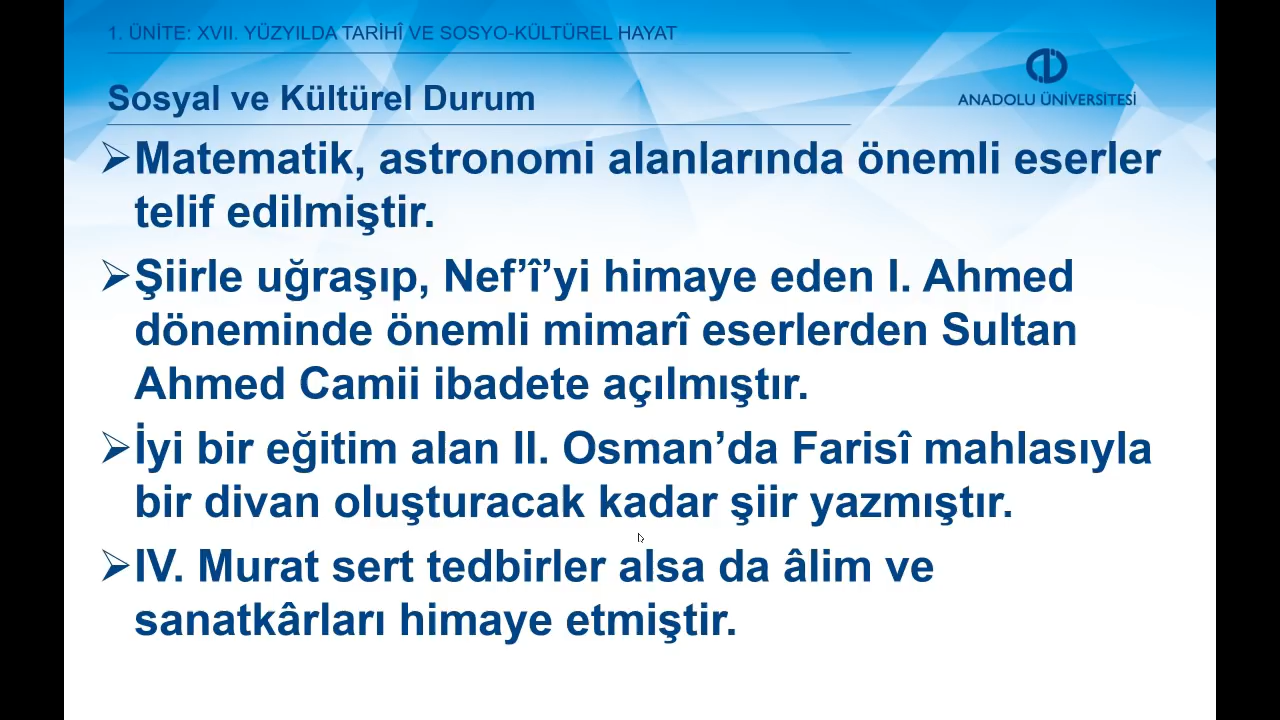 1. ÜNİTE: XVII. YÜZYILDA TARİHÎ VE SOSYO-KÜLTÜREL HAYAT
ANADOLU ÜNİVERSİTESİ
Sosyal ve Kültürel Durum
➢Matematik, astronomi alanlarında önemli eserler
telif edilmiştir.
➢Şiirle uğraşıp, Nef’î’yi himaye eden I. Ahmed
döneminde önemli mimarî eserlerden Sultan
Ahmed Camii ibadete açılmıştır.
➢İyi bir eğitim alan II. Osman’da Farisî mahlasıyla
bir divan oluşturacak kadar şiir yazmıştır.
➢IV. Murat sert tedbirler alsa da âlim ve
sanatkârları himaye etmiştir.